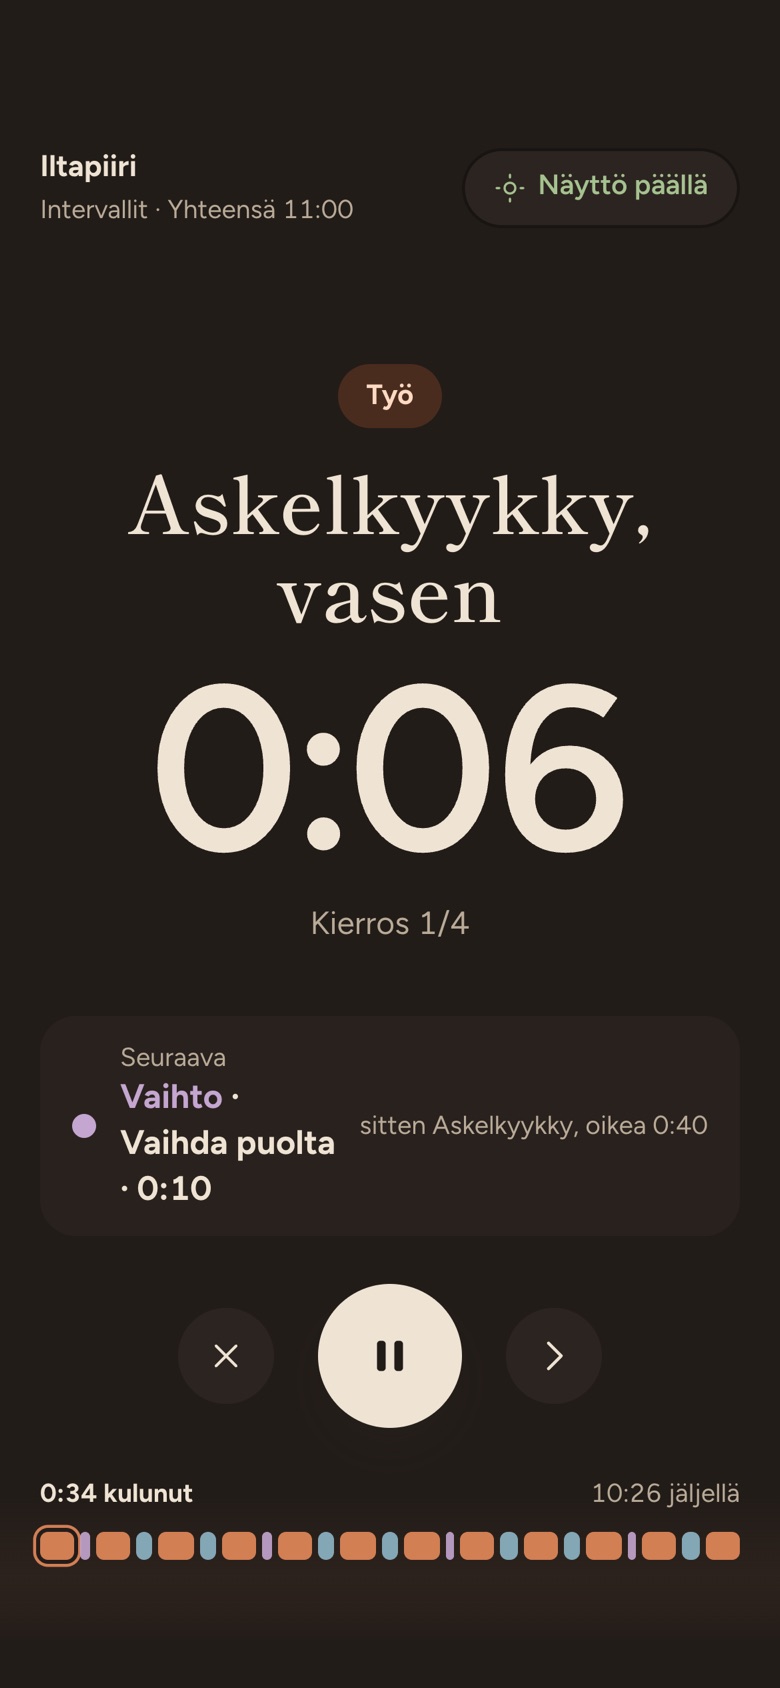 Iltapiiri
Intervallit · Yhteensä 11:00
Näyttö päällä
Työ
Askelkyykky,
vasen
0:06
Kierros 1/4
Seuraava
Vaihto ·
Vaihda puolta
· 0:10
sitten Askelkyykky, oikea 0:40
0:34 kulunut
10:26 jäljellä